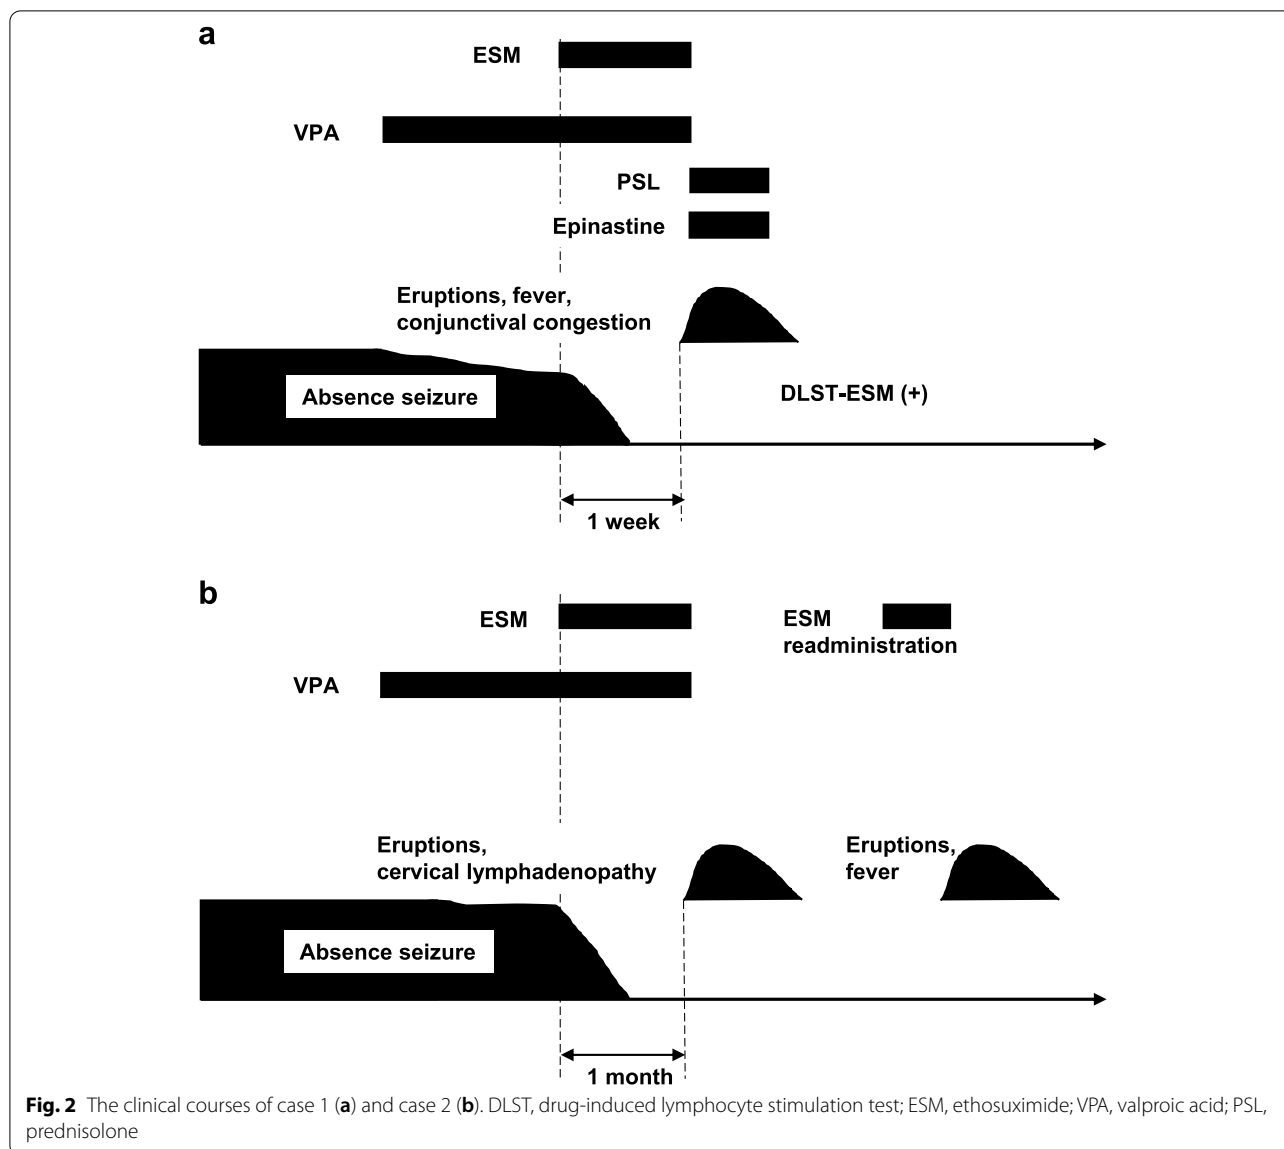 a
ESM
VPA
PSL
Epinastine
Eruptions, fever,
conjunctival congestion
Absence seizure
DLST-ESM (+)
1 week
b
ESM
ESM
readministration
VPA
Eruptions,
cervical lymphadenopathy
Eruptions,
fever
Absence seizure
1 month
Fig. 2 The clinical courses of case 1 (a) and case 2 (b). DLST, drug-induced lymphocyte stimulation test; ESM, ethosuximide; VPA, valproic acid; PSL,
prednisolone